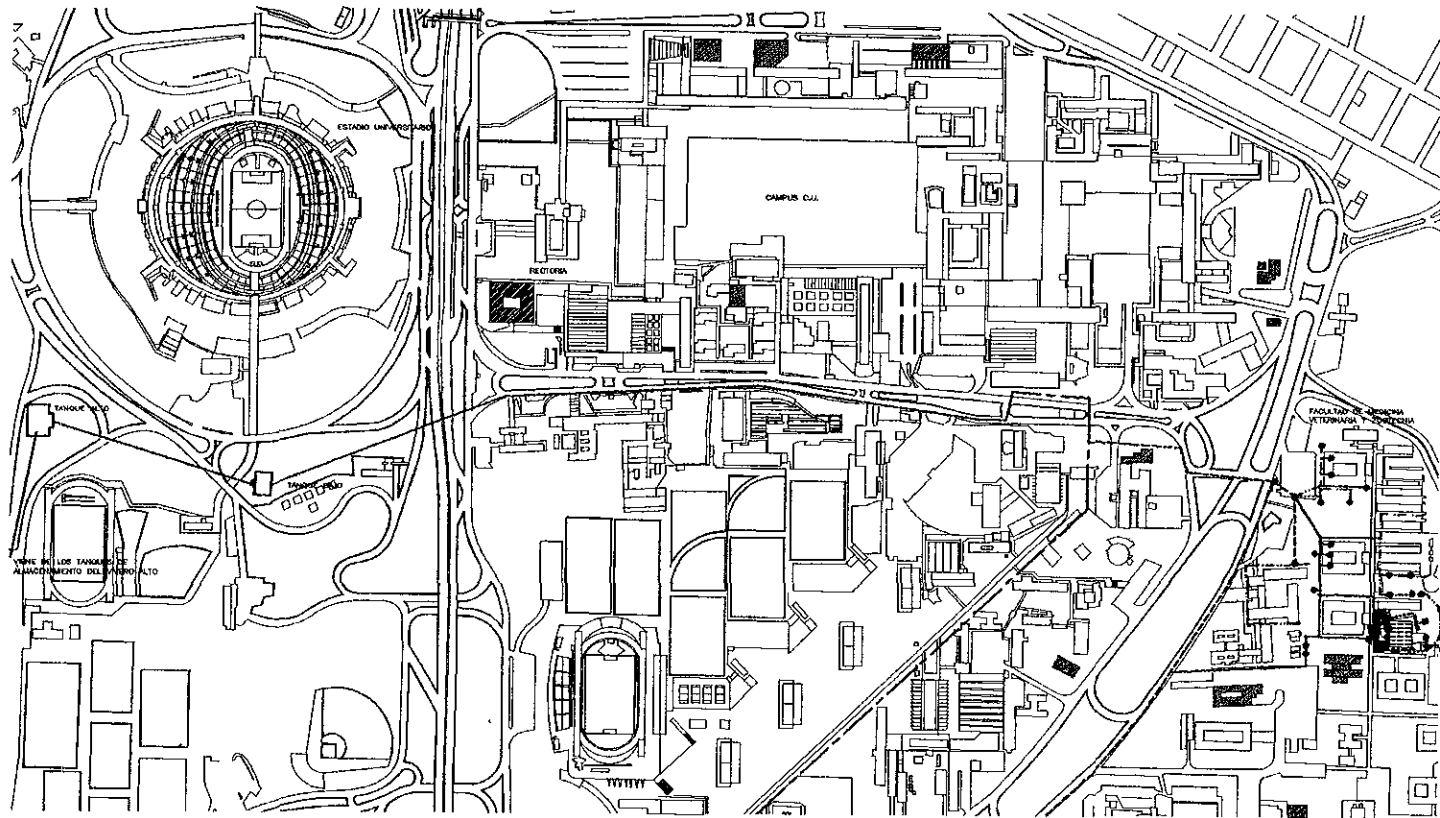 ESTADIO UNIVERSITARIO
CAMPUS C.U.
RECTORIA
TANQUE ALTO
FACULTAD DE MEDICINA
VETERINARIA Y ZOOTECNIA
TANQUE BAJO
VIENE DE LOS TANQUES DE
ALMACENAMIENTO DEL VIVERO ALTO